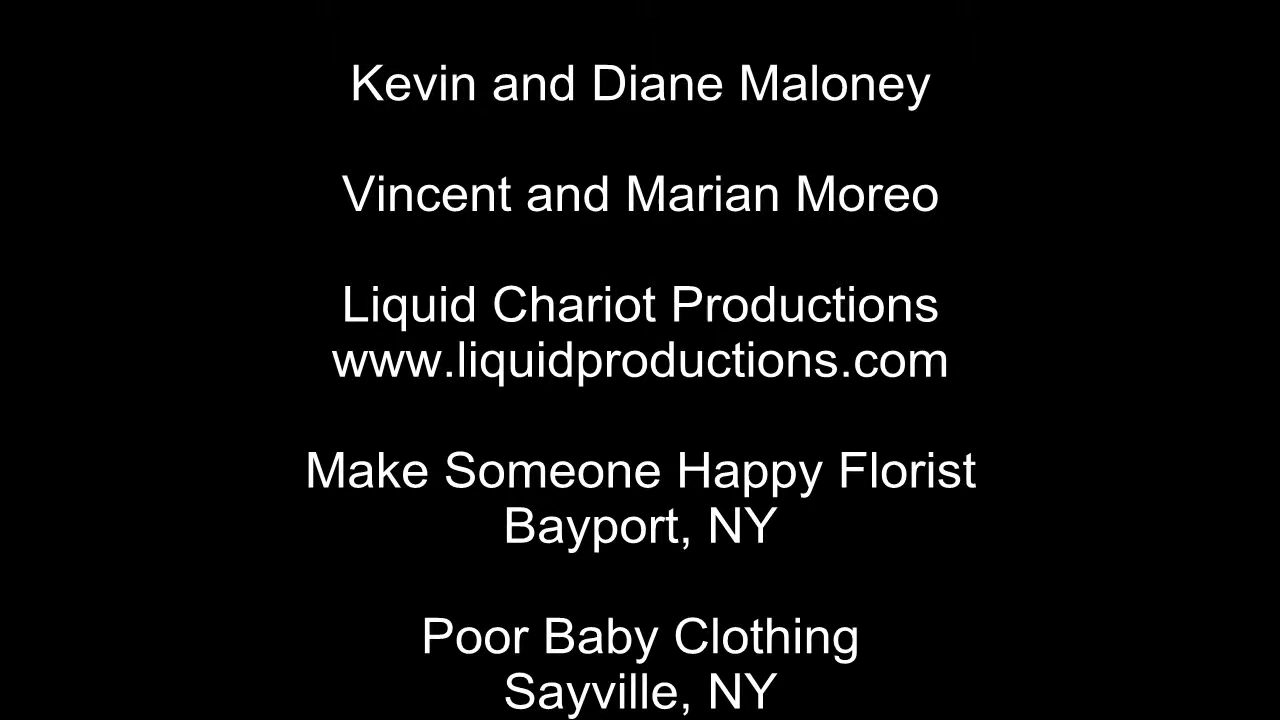 Kevin and Diane Maloney
Vincent and Marian Moreo
Liquid Chariot Productions
www.liquidproductions.com
Make Someone Happy Florist
Bayport, NY
Poor Baby Clothing
Sayville, NY